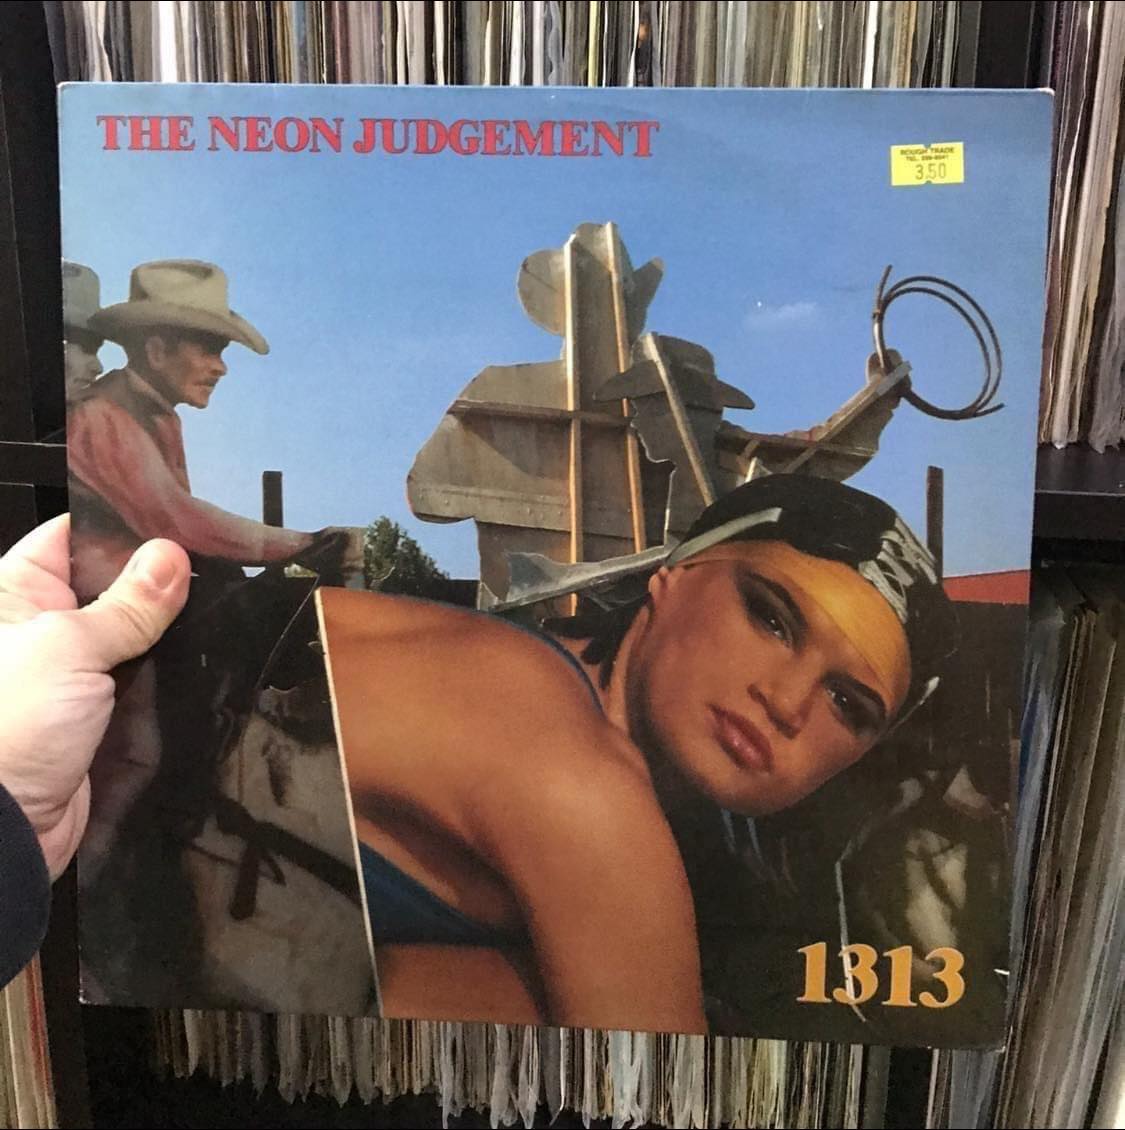 THE NEON JUDGEMENT
ROUGH TRADE
3.50
1313